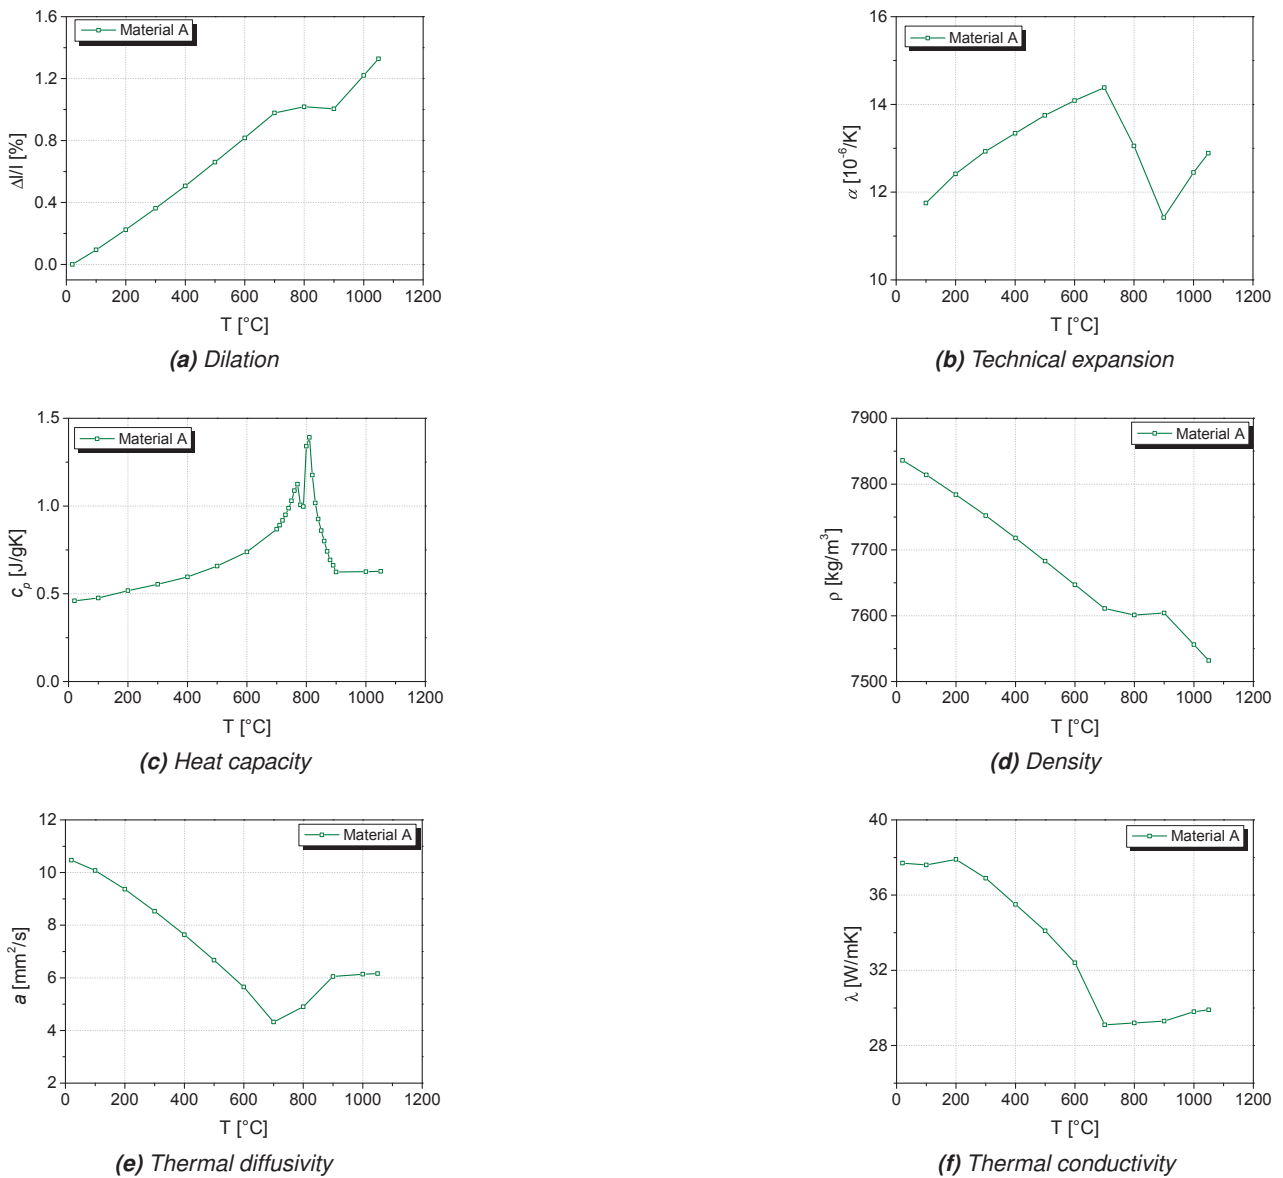 1.6
1.2
0.8
0.4
0.0
Δl/l [%]
Material A
0 200 400 600 800 1000 1200
T [°C]
(a) Dilation
16
14
12
10
α [10⁻⁶/K]
Material A
0 200 400 600 800 1000 1200
T [°C]
(b) Technical expansion
1.5
1.0
0.5
0.0
cₚ [J/gK]
Material A
0 200 400 600 800 1000 1200
T [°C]
(c) Heat capacity
7900
7800
7700
7600
7500
ρ [kg/m³]
Material A
0 200 400 600 800 1000 1200
T [°C]
(d) Density
12
10
8
6
4
2
a [mm²/s]
Material A
0 200 400 600 800 1000 1200
T [°C]
(e) Thermal diffusivity
40
36
32
28
λ [W/mK]
Material A
0 200 400 600 800 1000 1200
T [°C]
(f) Thermal conductivity